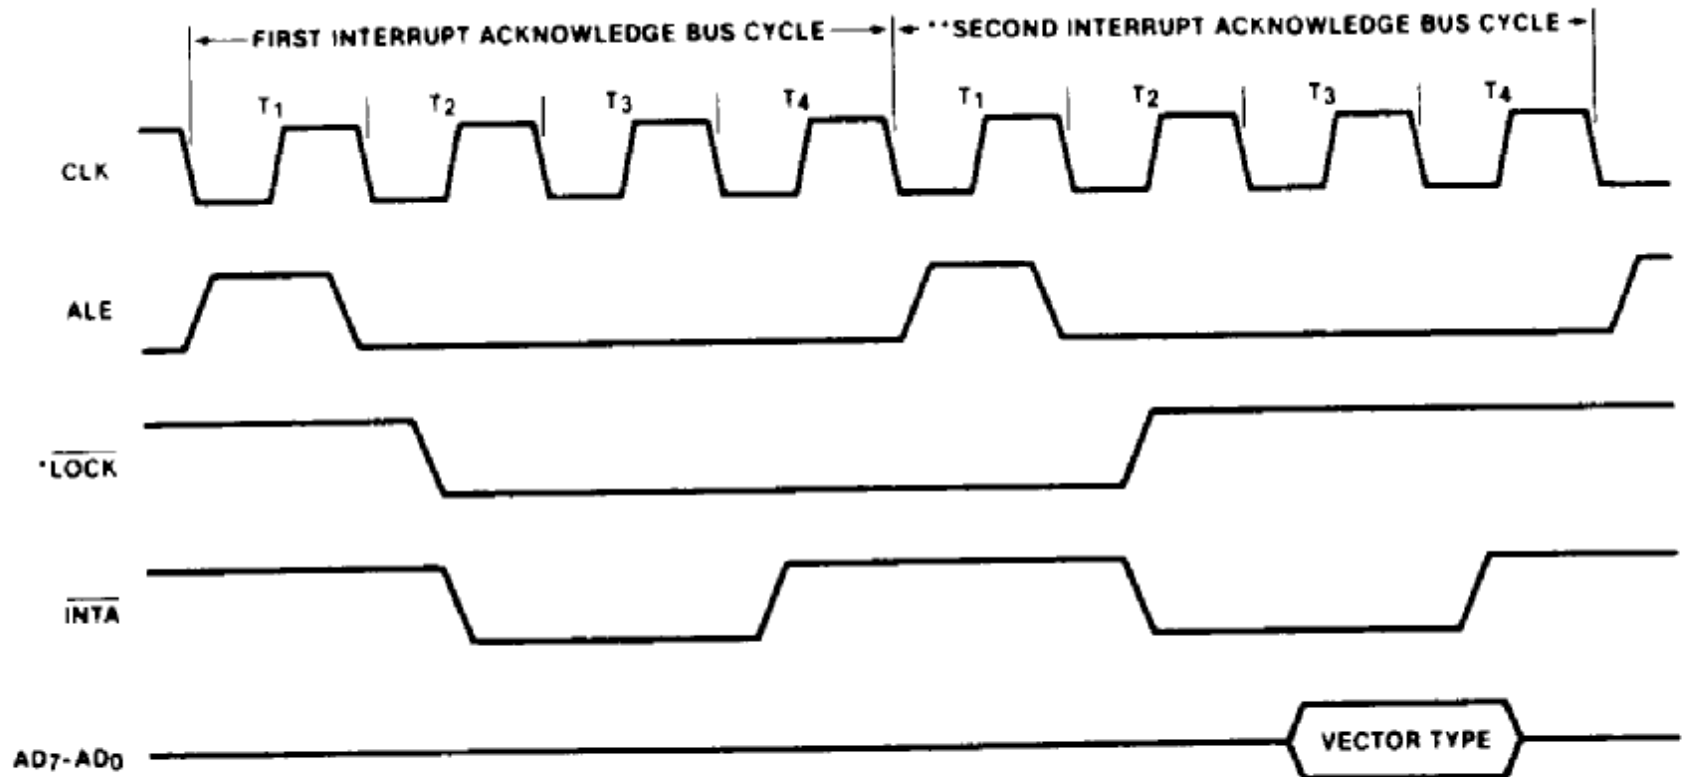 FIRST INTERRUPT ACKNOWLEDGE BUS CYCLE
**SECOND INTERRUPT ACKNOWLEDGE BUS CYCLE
T1 T2 T3 T4 T1 T2 T3 T4
CLK
ALE
*LOCK
INTA
AD7-AD0
VECTOR TYPE